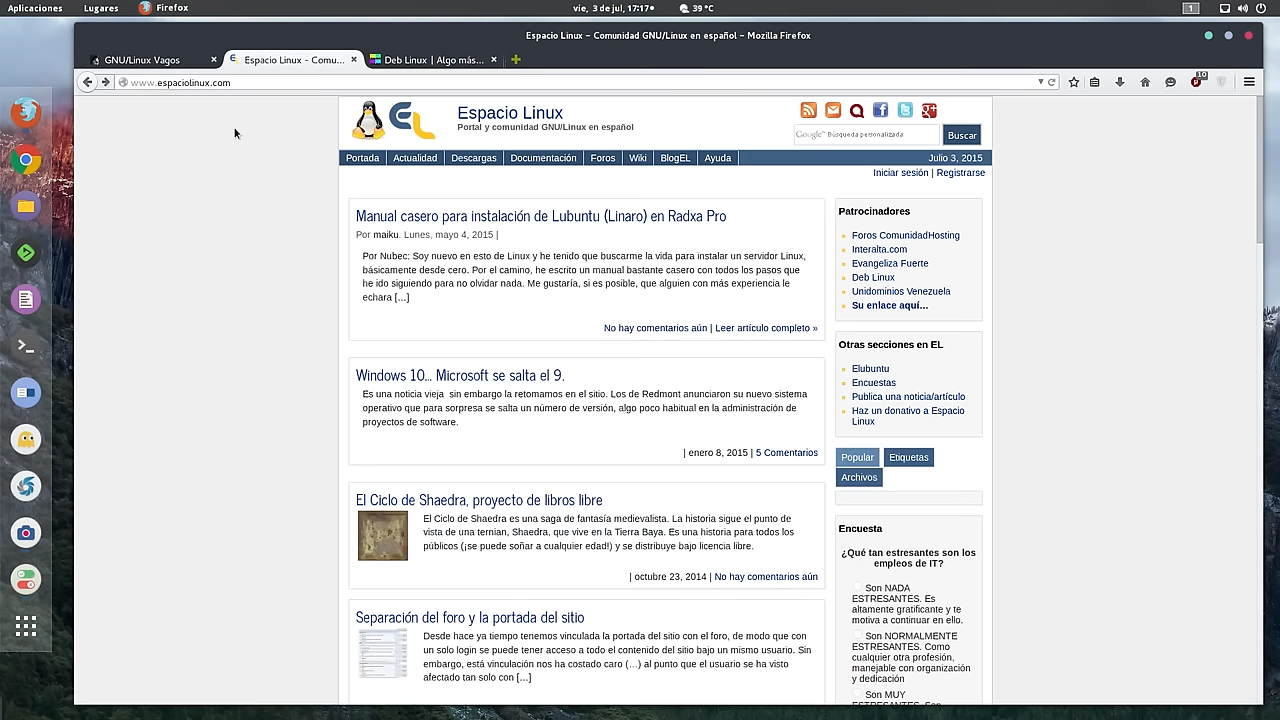 Aplicaciones Lugares Firefox vie, 3 de jul, 17:17 39 °C 1
Espacio Linux - Comunidad GNU/Linux en español - Mozilla Firefox
GNU/Linux Vagos × Espacio Linux - Comu... × Deb Linux | Algo más... ×
www.espaciolinux.com 10
Espacio Linux
Portal y comunidad GNU/Linux en español
Google™ Búsqueda personalizada Buscar
Portada Actualidad Descargas Documentación Foros Wiki BlogEL Ayuda Julio 3, 2015
Iniciar sesión | Registrarse
Manual casero para instalación de Lubuntu (Linaro) en Radxa Pro
Por maiku. Lunes, mayo 4, 2015 |
Por Nubec: Soy nuevo en esto de Linux y he tenido que buscarme la vida para instalar un servidor Linux,
básicamente desde cero. Por el camino, he escrito un manual bastante casero con todos los pasos que
he ido siguiendo para no olvidar nada. Me gustaría, si es posible, que alguien con más experiencia le
echara […]
No hay comentarios aún | Leer artículo completo »
Windows 10... Microsoft se salta el 9.
Es una noticia vieja sin embargo la retomamos en el sitio. Los de Redmont anunciaron su nuevo sistema
operativo que para sorpresa se salta un número de versión, algo poco habitual en la administración de
proyectos de software.
| enero 8, 2015 | 5 Comentarios
El Ciclo de Shaedra, proyecto de libros libre
El Ciclo de Shaedra es una saga de fantasía medievalista. La historia sigue el punto de
vista de una ternian, Shaedra, que vive en la Tierra Baya. Es una historia para todos los
públicos (¡se puede soñar a cualquier edad!) y se distribuye bajo licencia libre.
| octubre 23, 2014 | No hay comentarios aún
Separación del foro y la portada del sitio
Desde hace ya tiempo tenemos vinculada la portada del sitio con el foro, de modo que con
un solo login se puede tener acceso a todo el contenido del sitio bajo un mismo usuario. Sin
embargo, está vinculación nos ha costado caro (…) al punto que el usuario se ha visto
afectado tan solo con […]
Patrocinadores
Foros ComunidadHosting
Interalta.com
Evangeliza Fuerte
Deb Linux
Unidominios Venezuela
Su enlace aquí...
Otras secciones en EL
Elubuntu
Encuestas
Publica una noticia/artículo
Haz un donativo a Espacio
Linux
Popular Etiquetas
Archivos
Encuesta
¿Qué tan estresantes son los
empleos de IT?
Son NADA
ESTRESANTES. Es
altamente gratificante y te
motiva a continuar en ello.
Son NORMALMENTE
ESTRESANTES. Como
cualquier otra profesión,
manejable con organización
y dedicación
Son MUY